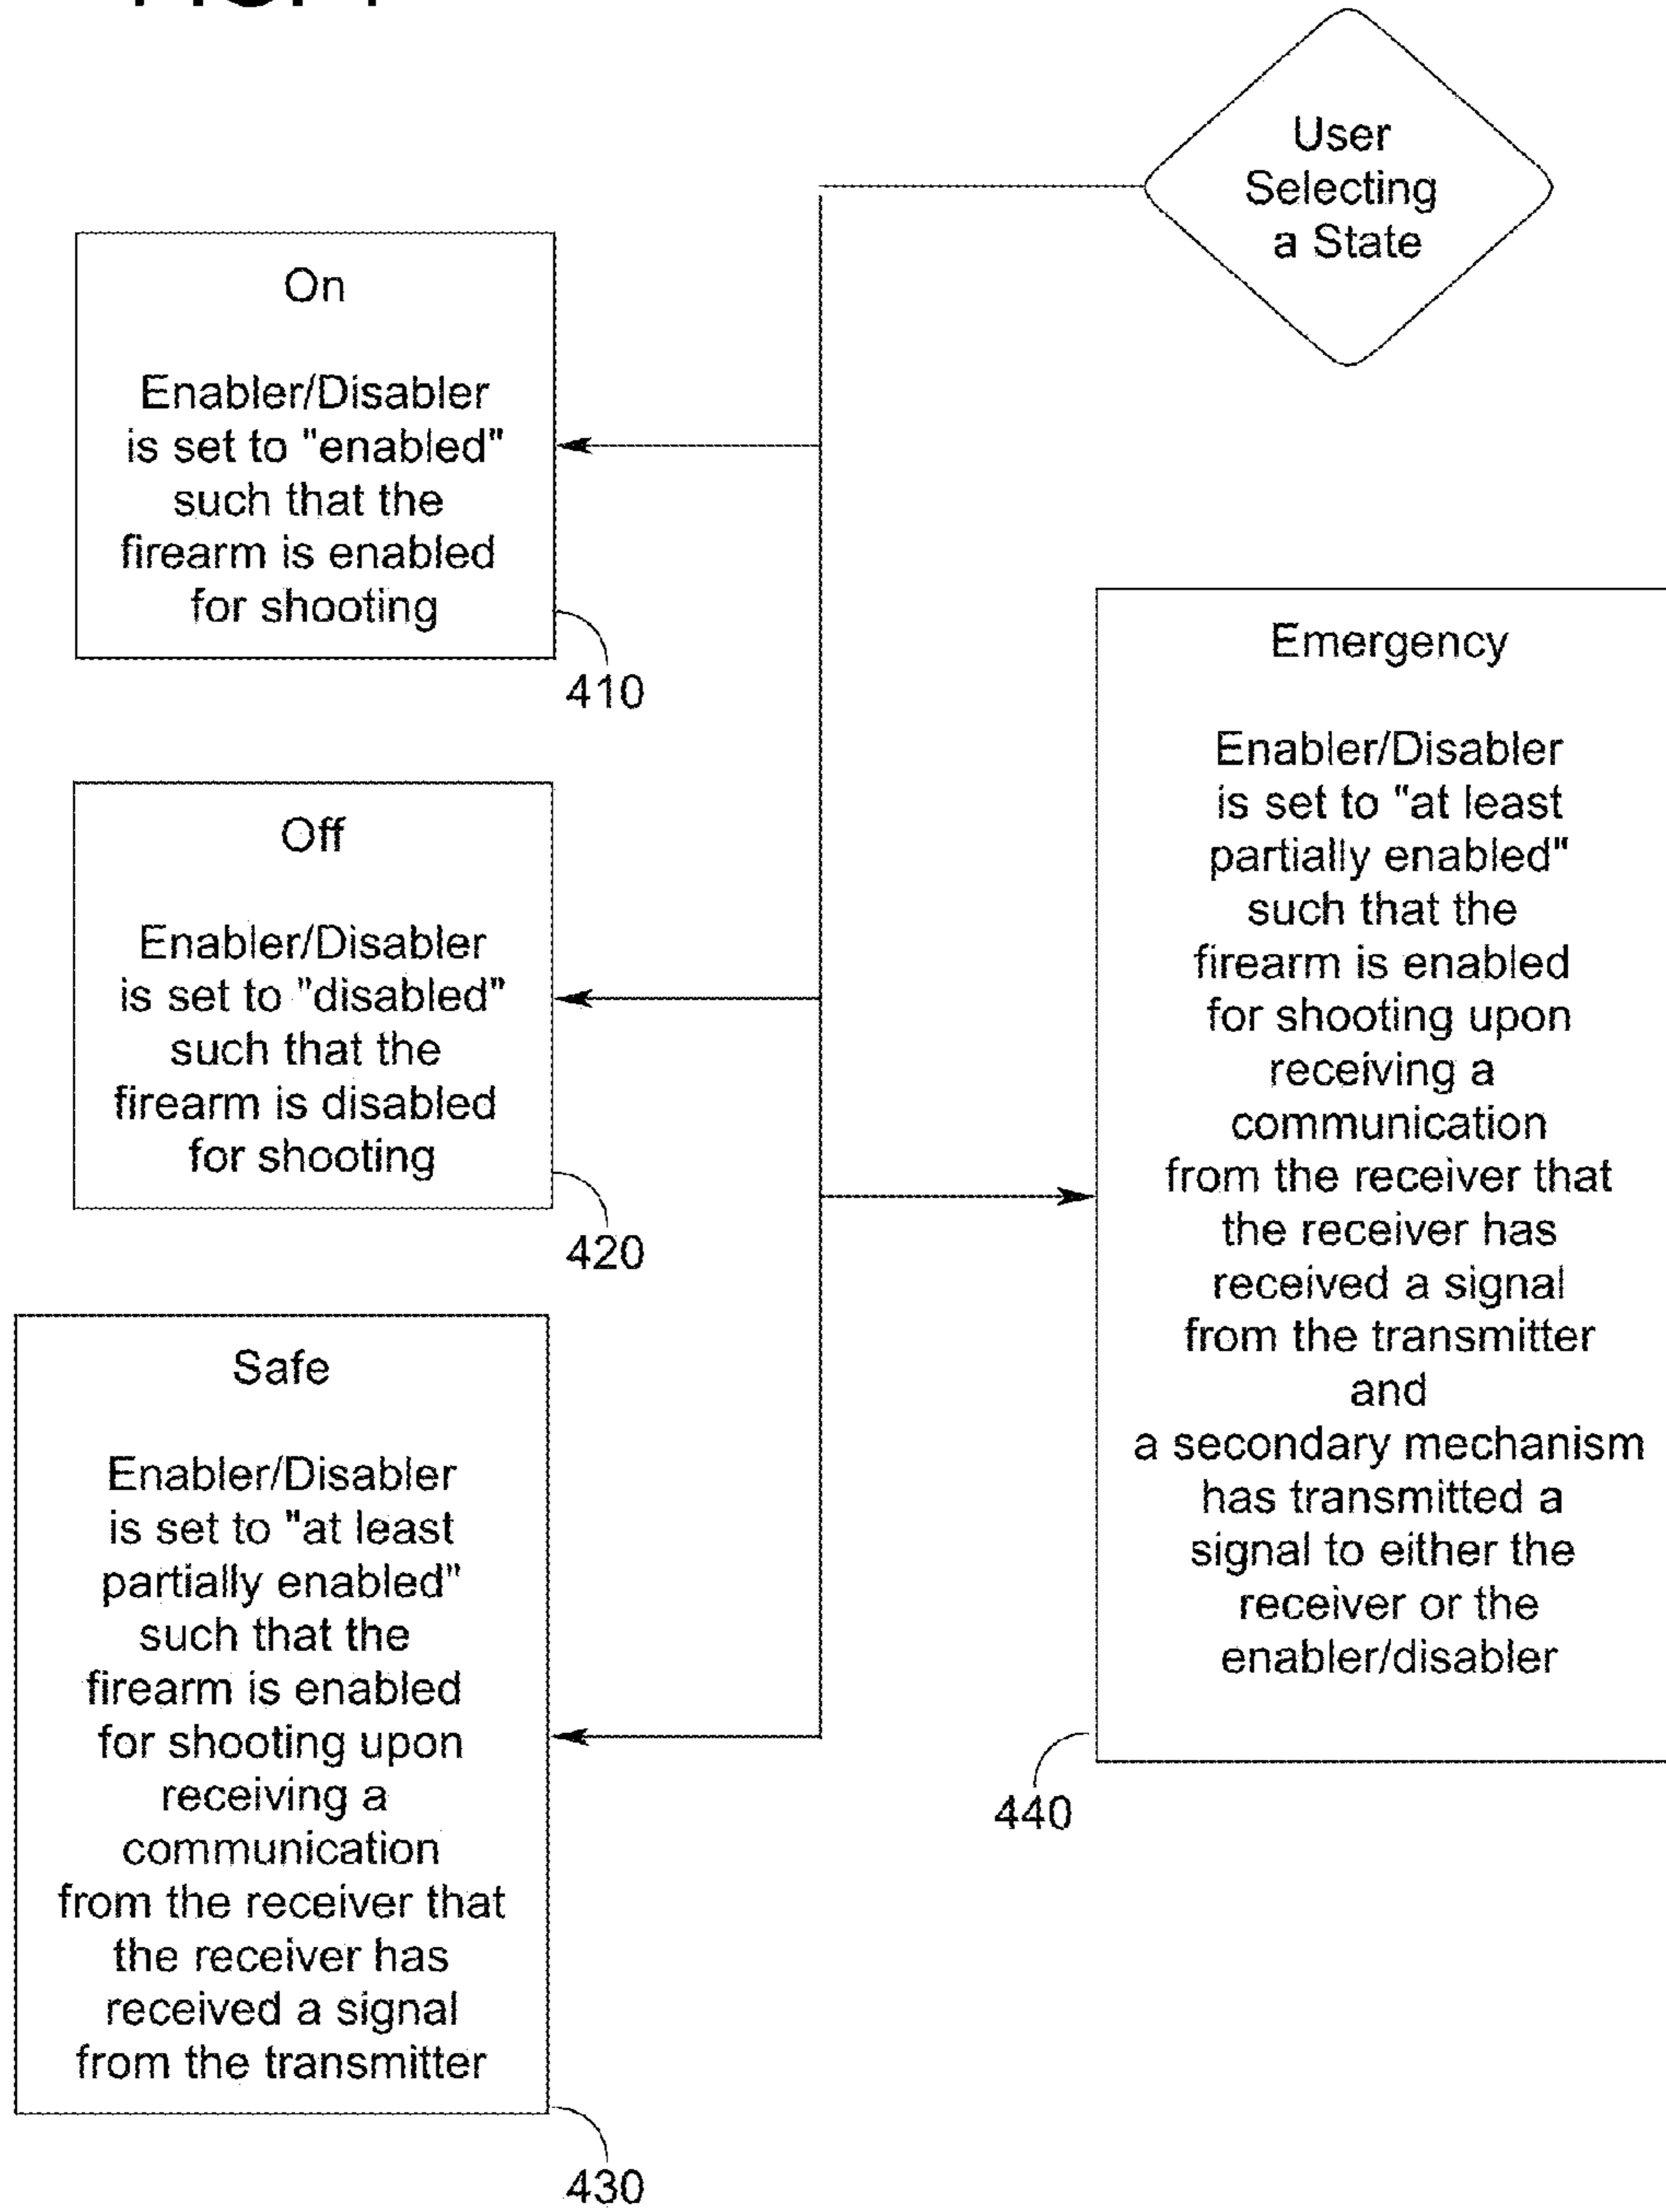 User
Selecting
a State
On
Enabler/Disabler
is set to "enabled"
such that the
firearm is enabled
for shooting
410
Off
Enabler/Disabler
is set to "disabled"
such that the
firearm is disabled
for shooting
420
Safe
Enabler/Disabler
is set to "at least
partially enabled"
such that the
firearm is enabled
for shooting upon
receiving a
communication
from the receiver that
the receiver has
received a signal
from the transmitter
430
Emergency
Enabler/Disabler
is set to "at least
partially enabled"
such that the
firearm is enabled
for shooting upon
receiving a
communication
from the receiver that
the receiver has
received a signal
from the transmitter
and
a secondary mechanism
has transmitted a
signal to either the
receiver or the
enabler/disabler
440